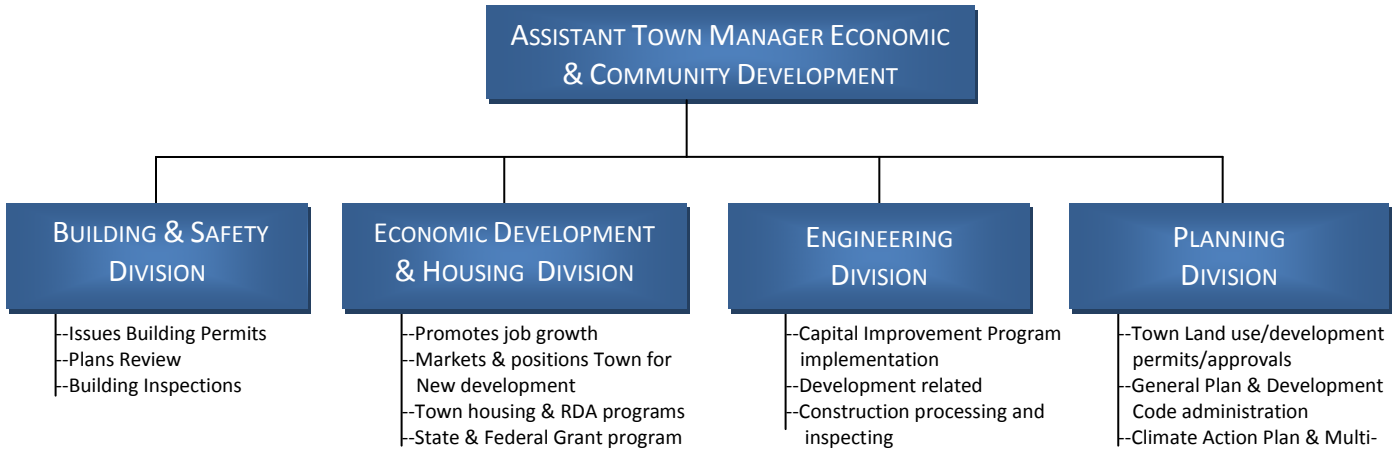 ASSISTANT TOWN MANAGER ECONOMIC
& COMMUNITY DEVELOPMENT
BUILDING & SAFETY
DIVISION
--Issues Building Permits
--Plans Review
--Building Inspections
ECONOMIC DEVELOPMENT
& HOUSING DIVISION
--Promotes job growth
--Markets & positions Town for
New development
--Town housing & RDA programs
--State & Federal Grant program
ENGINEERING
DIVISION
--Capital Improvement Program
implementation
--Development related
--Construction processing and
inspecting
PLANNING
DIVISION
--Town Land use/development
permits/approvals
--General Plan & Development
Code administration
--Climate Action Plan & Multi-